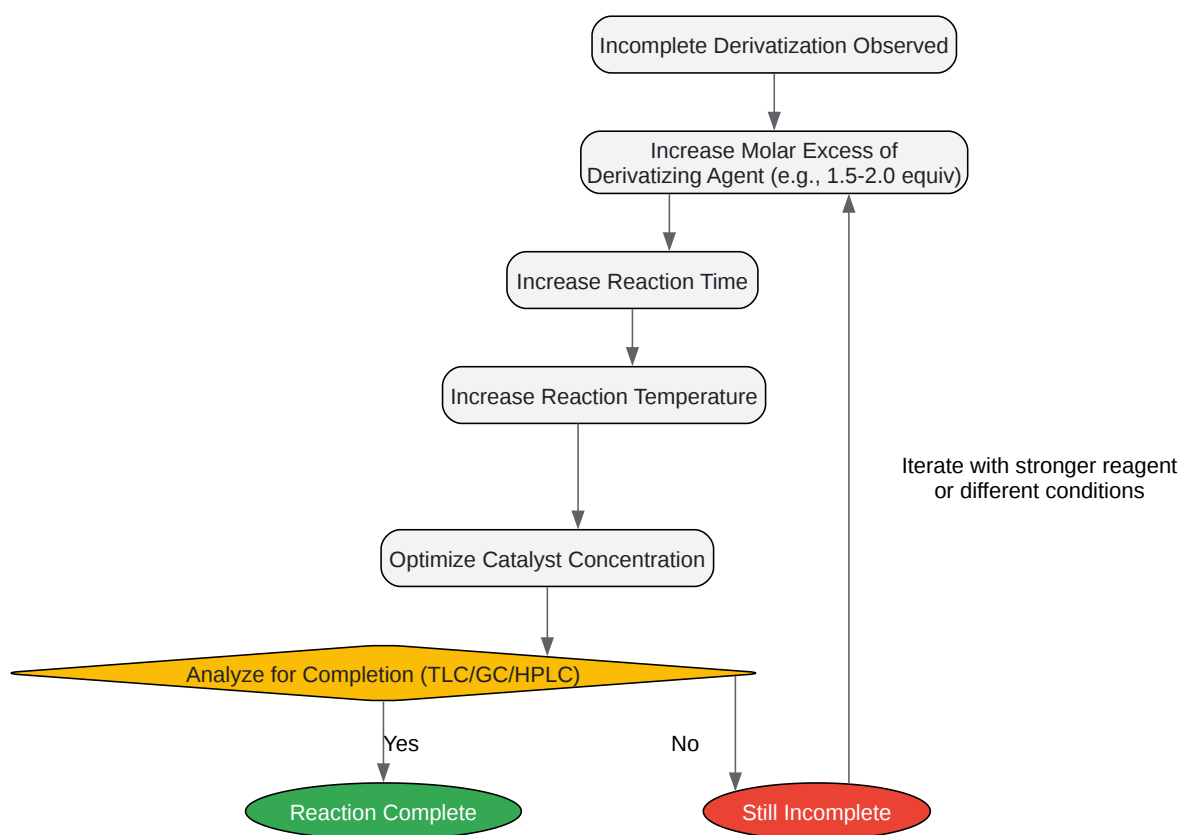 Incomplete Derivatization Observed
Increase Molar Excess of
Derivatizing Agent (e.g., 1.5-2.0 equiv)
Increase Reaction Time
Increase Reaction Temperature
Iterate with stronger reagent
or different conditions
Optimize Catalyst Concentration
Analyze for Completion (TLC/GC/HPLC)
Yes
No
Reaction Complete
Still Incomplete